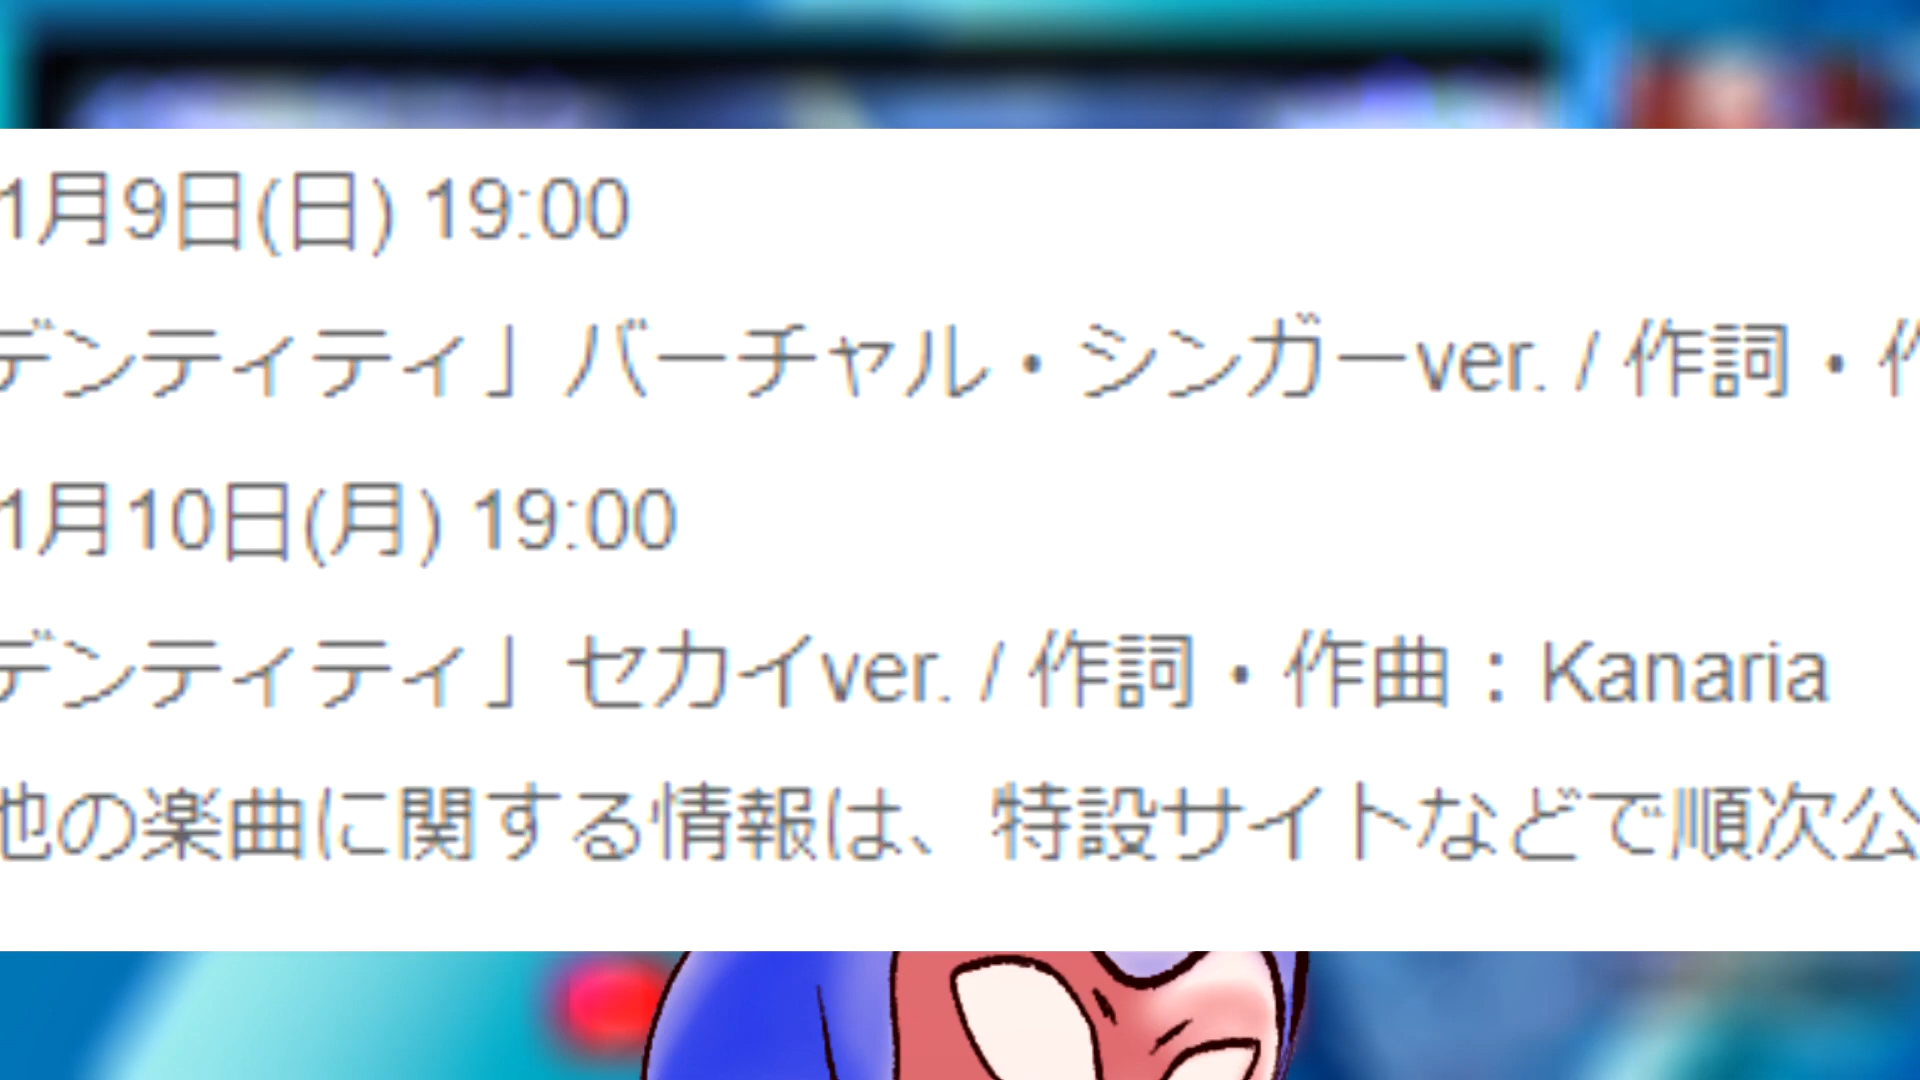 1月9日(日) 19:00
デンティティ」バーチャル・シンガーver. / 作詞・作
1月10日(月) 19:00
デンティティ」セカイver. / 作詞・作曲：Kanaria
他の楽曲に関する情報は、特設サイトなどで順次公